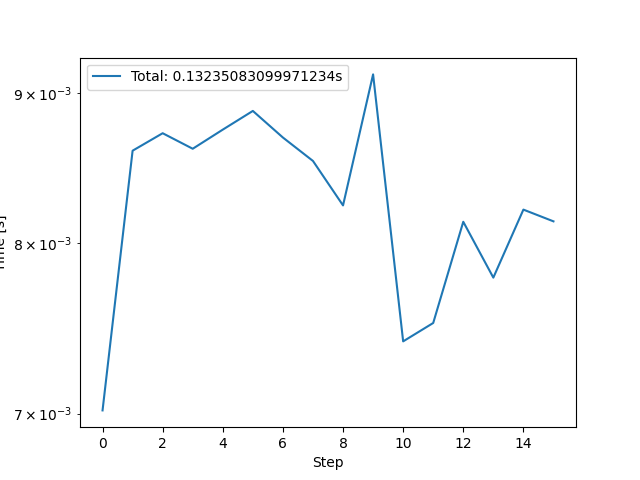 Total: 0.13235083099971234s
9 × 10⁻³
8 × 10⁻³
7 × 10⁻³
Time [s]
0 2 4 6 8 10 12 14
Step